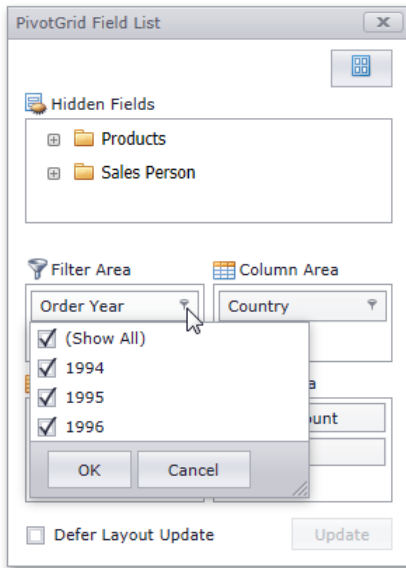 PivotGrid Field List
Hidden Fields
Products
Sales Person
Filter Area
Column Area
Order Year
Country
(Show All)
1994
1995
1996
OK
Cancel
Defer Layout Update
Update